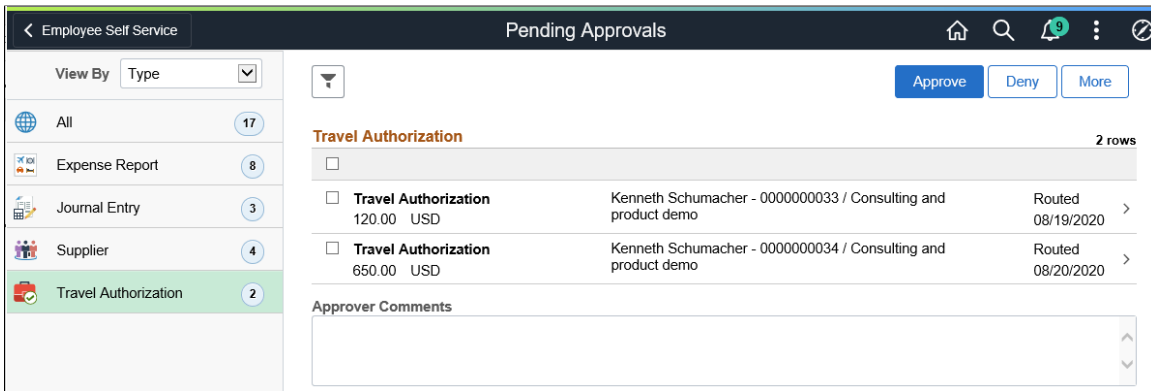 Employee Self Service
Pending Approvals
9
View By Type
All 17
Expense Report 8
Journal Entry 3
Supplier 4
Travel Authorization 2
Approve Deny More
Travel Authorization
2 rows
Travel Authorization Kenneth Schumacher - 0000000033 / Consulting and Routed
120.00 USD product demo 08/19/2020
Travel Authorization Kenneth Schumacher - 0000000034 / Consulting and Routed
650.00 USD product demo 08/20/2020
Approver Comments